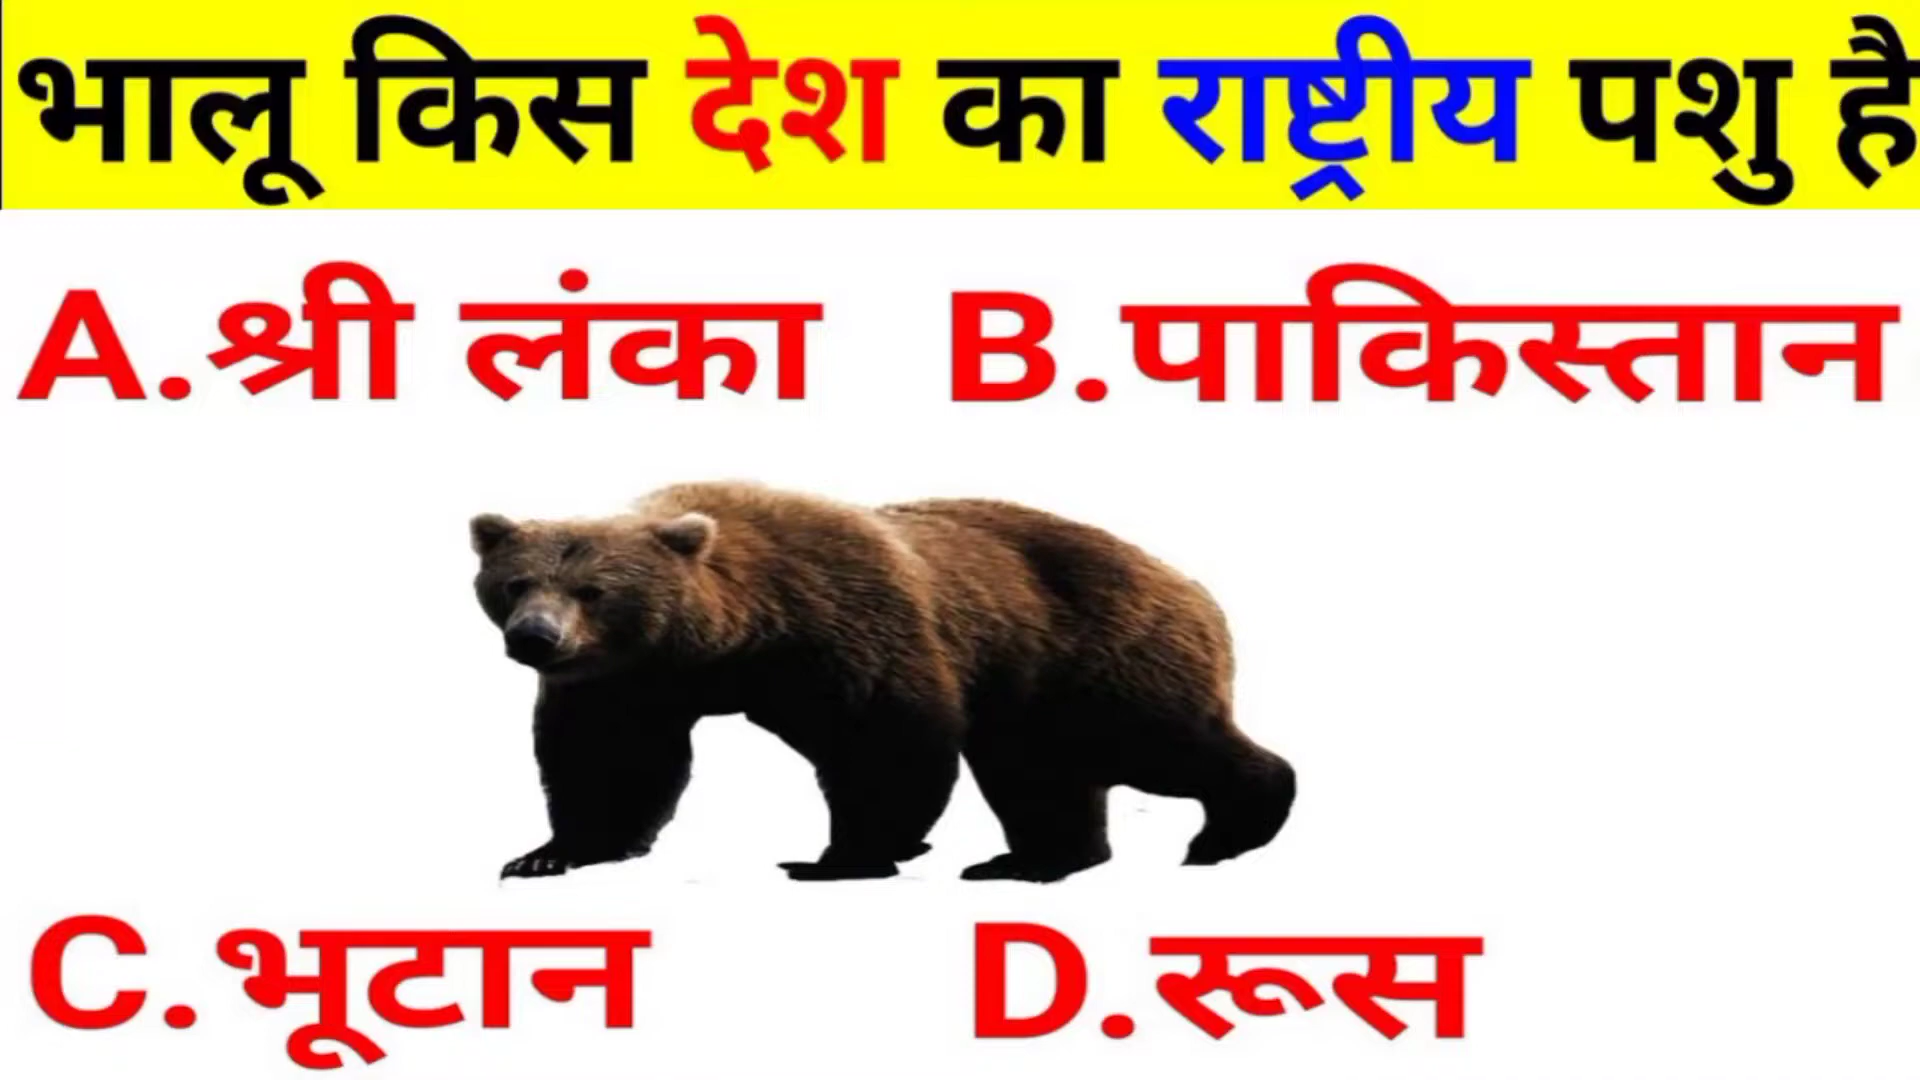 भालू किस देश का राष्ट्रीय पशु है
A.श्री लंका B.पाकिस्तान
C.भूटान D.रूस